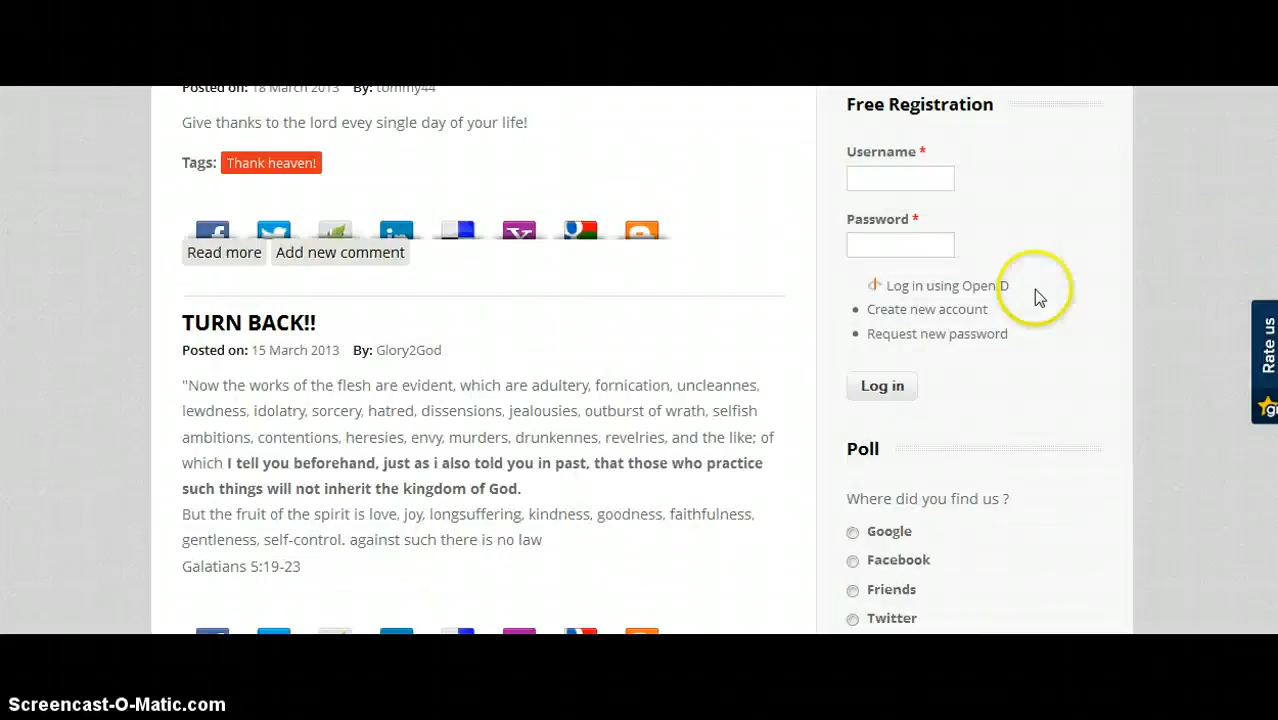 Posted on: 18 March 2013 By: tommy44
Give thanks to the lord evey single day of your life!
Tags: Thank heaven!
Read more Add new comment
TURN BACK!!
Posted on: 15 March 2013 By: Glory2God
"Now the works of the flesh are evident, which are adultery, fornication, uncleannes,
lewdness, idolatry, sorcery, hatred, dissensions, jealousies, outburst of wrath, selfish
ambitions, contentions, heresies, envy, murders, drunkennes, revelries, and the like; of
which I tell you beforehand, just as i also told you in past, that those who practice
such things will not inherit the kingdom of God.
But the fruit of the spirit is love, joy, longsuffering, kindness, goodness, faithfulness,
gentleness, self-control. against such there is no law
Galatians 5:19-23
Free Registration
Username *
Password *
Log in using OpenID
Create new account
Request new password
Log in
Poll
Where did you find us ?
Google
Facebook
Friends
Twitter
Rate us
Screencast-O-Matic.com